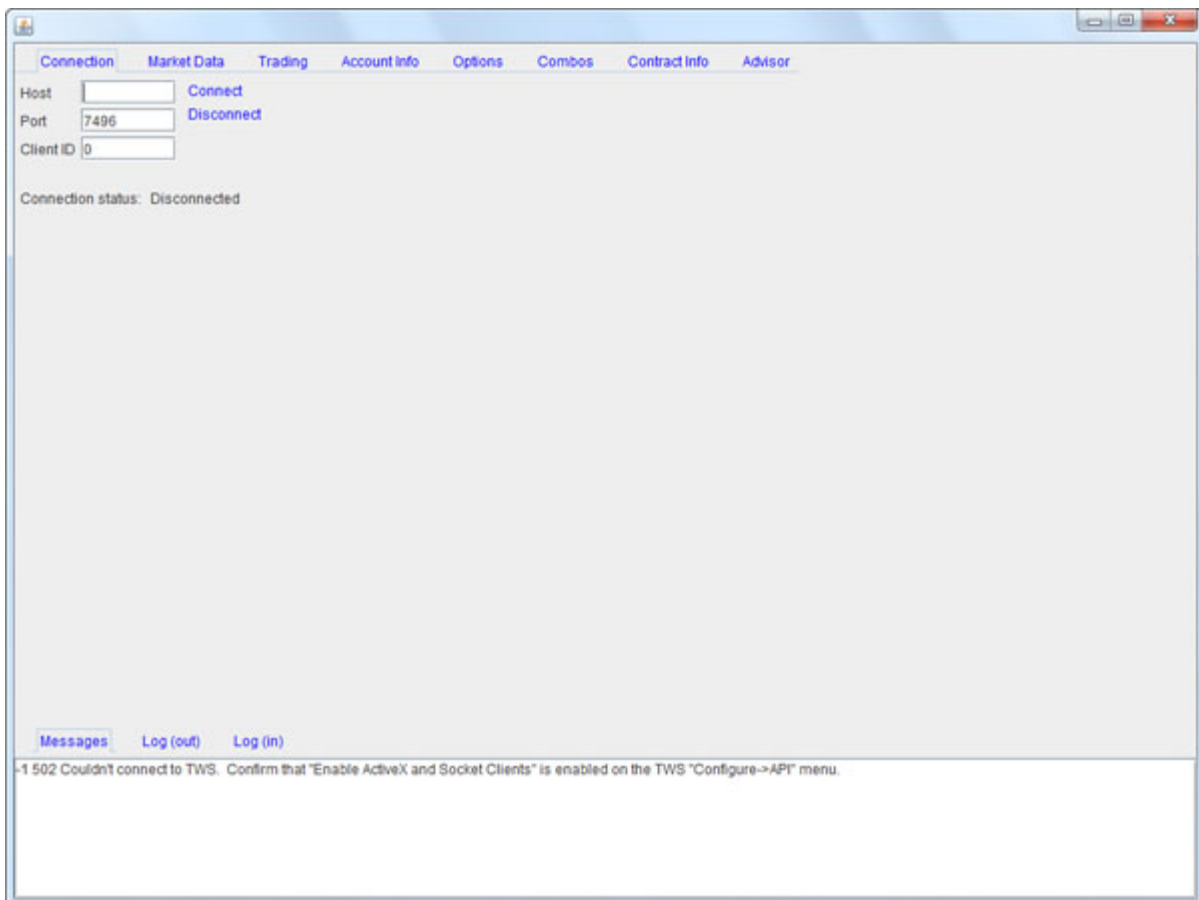 Connection Market Data Trading Account Info Options Combos Contract Info Advisor
Host Connect
Port 7496 Disconnect
Client ID 0
Connection status: Disconnected
Messages Log (out) Log (in)
-1 502 Couldn't connect to TWS. Confirm that "Enable ActiveX and Socket Clients" is enabled on the TWS "Configure->API" menu.